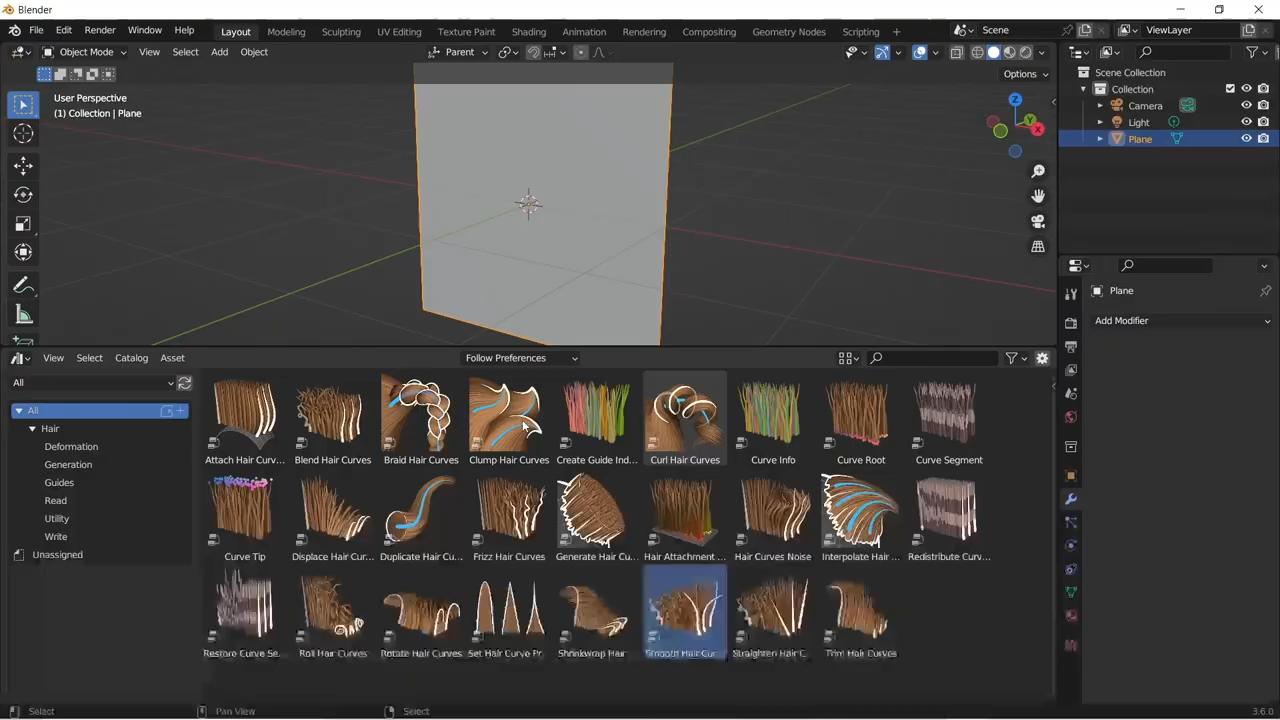 Blender
File Edit Render Window Help Layout Modeling Sculpting UV Editing Texture Paint Shading Animation Rendering Compositing Geometry Nodes Scripting + Scene ViewLayer
Object Mode View Select Add Object Parent
Options
User Perspective
(1) Collection | Plane
Z
Y
X
Scene Collection
Collection
Camera
Light
Plane
Plane
Add Modifier
View Select Catalog Asset Follow Preferences
All
All
Hair
Deformation
Generation
Guides
Read
Utility
Write
Unassigned
Attach Hair Curv... Blend Hair Curves Braid Hair Curves Clump Hair Curves Create Guide Ind... Curl Hair Curves Curve Info Curve Root Curve Segment
Curve Tip Displace Hair Cur... Duplicate Hair Cu... Frizz Hair Curves Generate Hair Cu... Hair Attachment ... Hair Curves Noise Interpolate Hair ... Redistribute Curv...
Restore Curve Se... Roll Hair Curves Rotate Hair Curves Set Hair Curve Pr... Shrinkwrap Hair Smooth Hair Cur... Straighten Hair C... Trim Hair Curves
Select Pan View Select 3.6.0